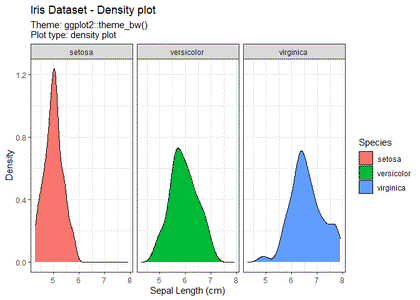 Iris Dataset - Density plot
Theme: ggplot2::theme_bw()
Plot type: density plot
setosa versicolor virginica
1.2
0.8
0.4
0.0
Density
5 6 7 8 5 6 7 8 5 6 7 8
Sepal Length (cm)
Species
setosa
versicolor
virginica